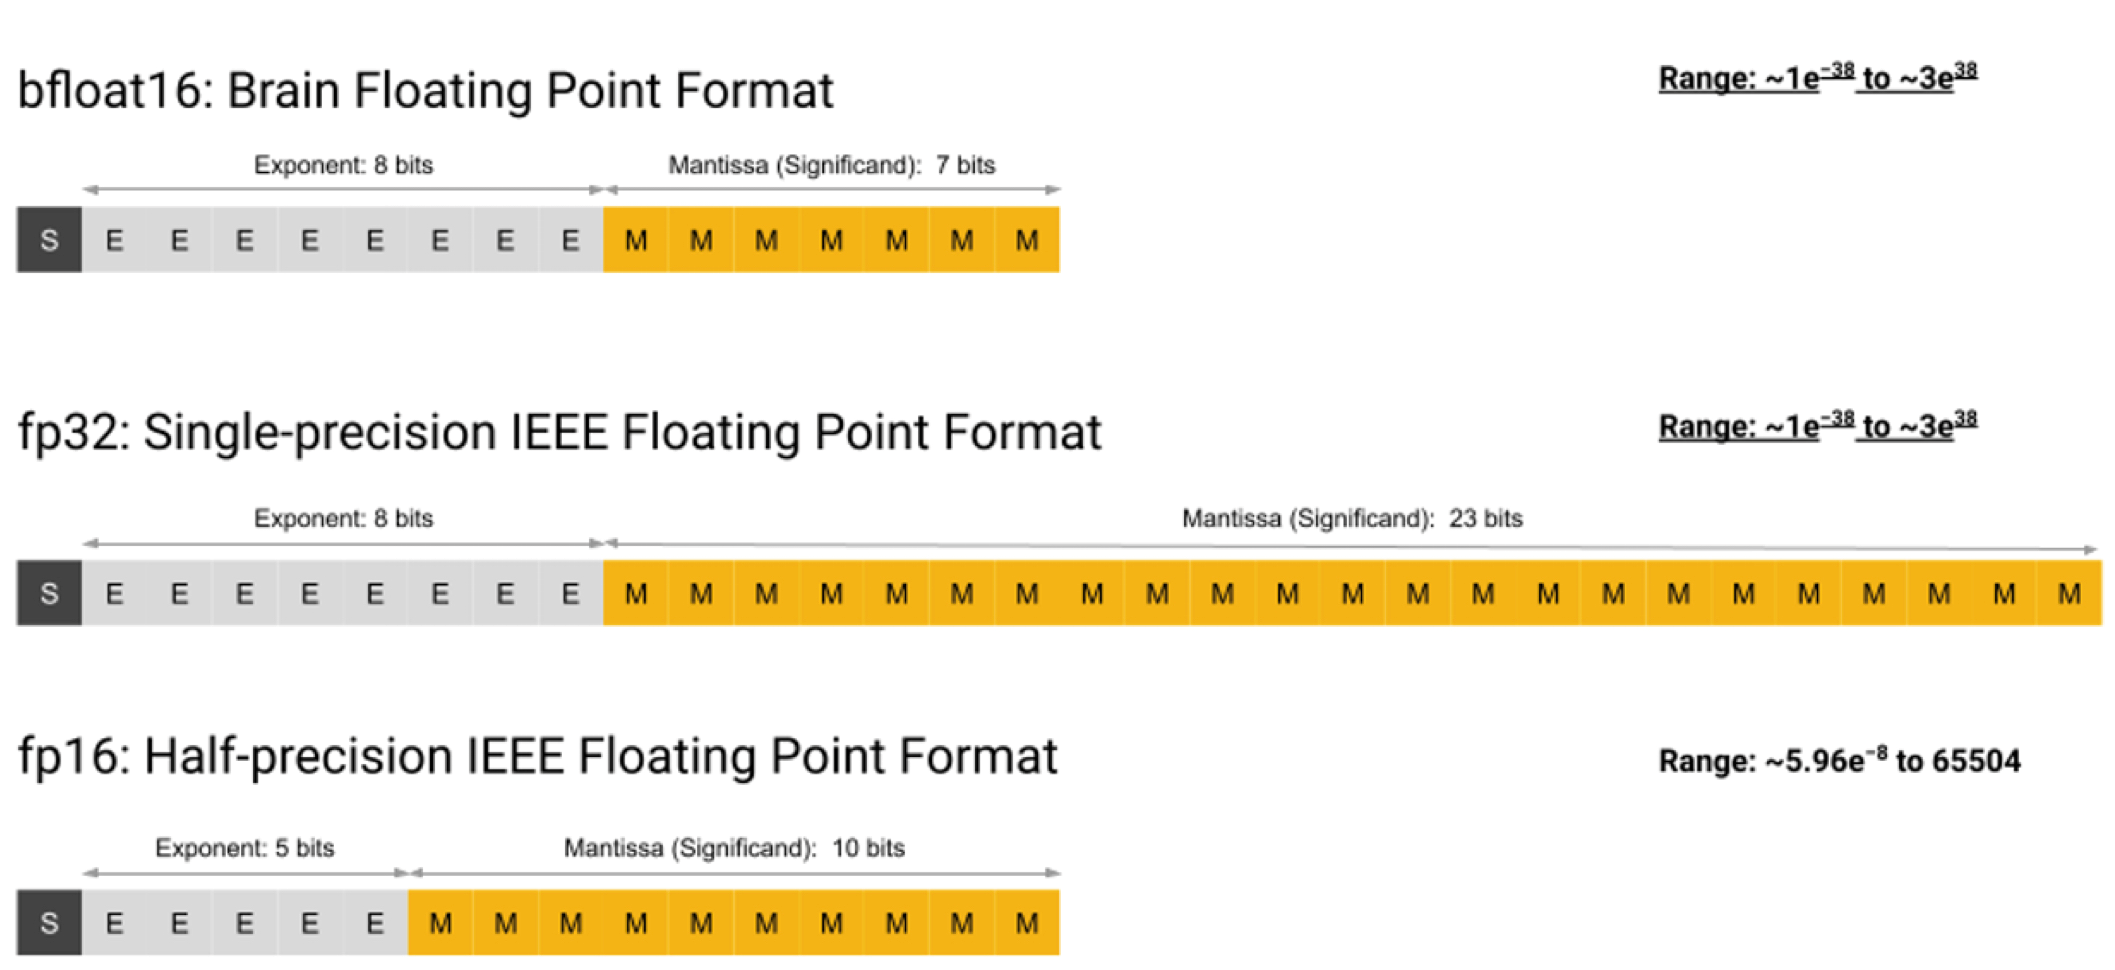 bfloat16: Brain Floating Point Format
Range: ~1e⁻³⁸ to ~3e³⁸
Exponent: 8 bits
Mantissa (Significand): 7 bits
S E E E E E E E E M M M M M M M
fp32: Single-precision IEEE Floating Point Format
Range: ~1e⁻³⁸ to ~3e³⁸
Exponent: 8 bits
Mantissa (Significand): 23 bits
S E E E E E E E E M M M M M M M M M M M M M M M M M M M M M M M
fp16: Half-precision IEEE Floating Point Format
Range: ~5.96e⁻⁸ to 65504
Exponent: 5 bits
Mantissa (Significand): 10 bits
S E E E E E M M M M M M M M M M